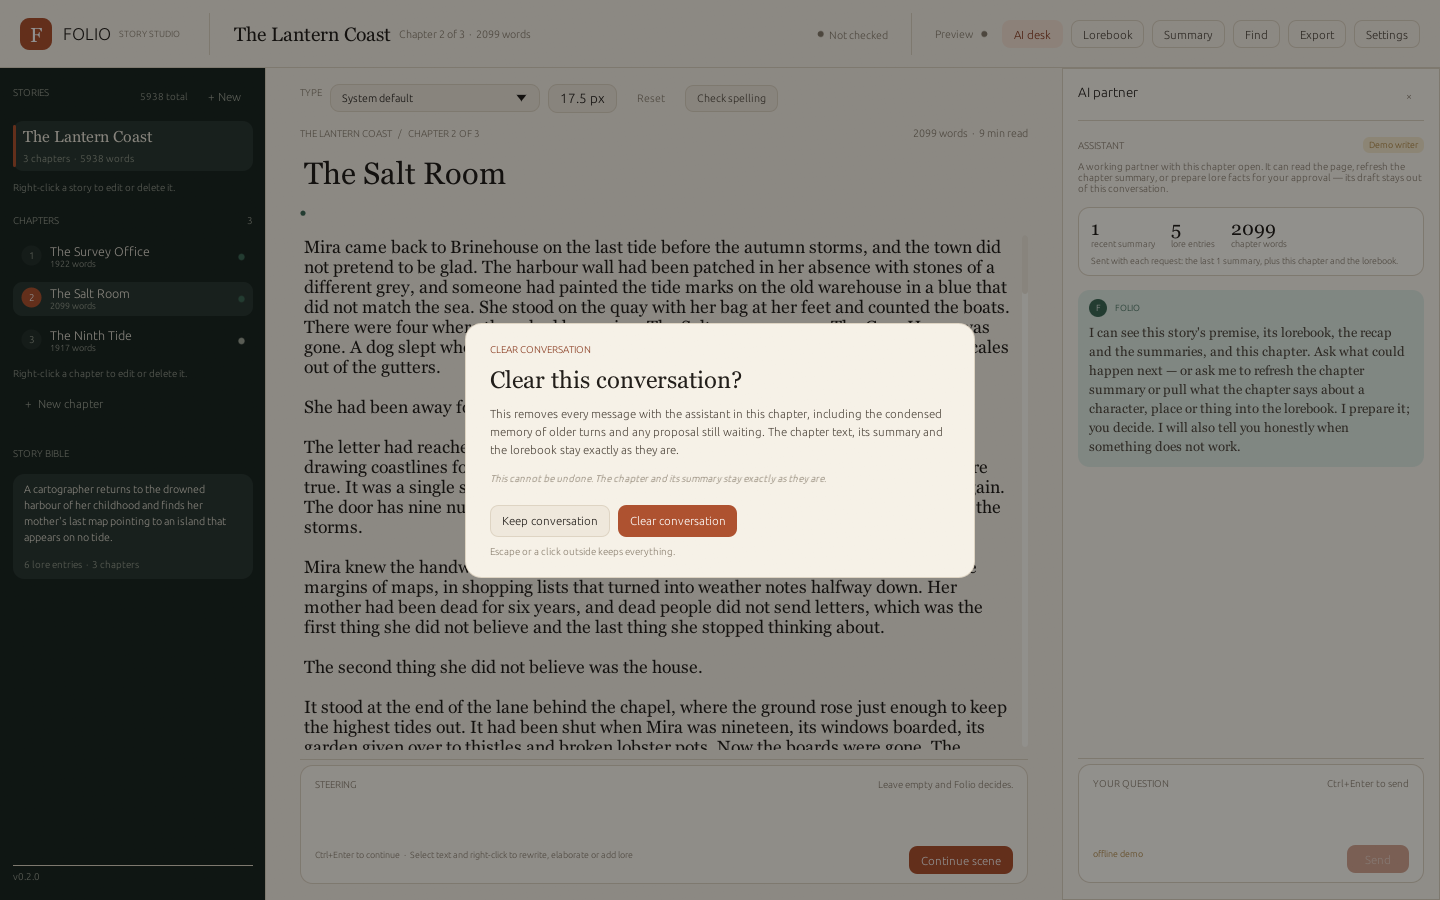 F FOLIO STORY STUDIO
The Lantern Coast Chapter 2 of 3 · 2099 words
Not checked
Preview
AI desk
Lorebook
Summary
Find
Export
Settings
STORIES 5938 total + New
The Lantern Coast
3 chapters · 5938 words
Right-click a story to edit or delete it.
CHAPTERS 3
1 The Survey Office
1922 words
2 The Salt Room
2099 words
3 The Ninth Tide
1917 words
Right-click a chapter to edit or delete it.
+ New chapter
STORY BIBLE
A cartographer returns to the drowned
harbour of her childhood and finds her
mother's last map pointing to an island that
appears on no tide.
6 lore entries · 3 chapters
v0.2.0
TYPE System default 17.5 px Reset Check spelling
THE LANTERN COAST / CHAPTER 2 OF 3 2099 words · 9 min read
The Salt Room
Mira came back to Brinehouse on the last tide before the autumn storms, and the town did
not pretend to be glad. The harbour wall had been patched in her absence with stones of a
different grey, and someone had painted the tide marks on the old warehouse in a blue that
did not match the sea. She stood on the quay with her bag at her feet and counted the boats.
There were four
gone. A dog slept
out of the gutters.
She had been away
The letter had
drawing coastlines
true. It was a single
The door has nine the
storms.
Mira knew the
margins of maps, in shopping lists that turned into weather notes halfway down. Her
mother had been dead for six years, and dead people did not send letters, which was the
first thing she did not believe and the last thing she stopped thinking about.
The second thing she did not believe was the house.
It stood at the end of the lane behind the chapel, where the ground rose just enough to keep
the highest tides out. It had been shut when Mira was nineteen, its windows boarded, its
garden given over to thistles and broken lobster pots. Now the boards were gone. The
CLEAR CONVERSATION
Clear this conversation?
This removes every message with the assistant in this chapter, including the condensed
memory of older turns and any proposal still waiting. The chapter text, its summary and
the lorebook stay exactly as they are.
This cannot be undone. The chapter and its summary stay exactly as they are.
Keep conversation Clear conversation
Escape or a click outside keeps everything.
STEERING Leave empty and Folio decides.
Ctrl+Enter to continue · Select text and right-click to rewrite, elaborate or add lore
Continue scene
AI partner ×
ASSISTANT Demo writer
A working partner with this chapter open. It can read the page, refresh the
chapter summary, or prepare lore facts for your approval — its draft stays out
of this conversation.
1 5 2099
recent summary lore entries chapter words
Sent with each request: the last 1 summary, plus this chapter and the lorebook.
F FOLIO
I can see this story's premise, its lorebook, the recap
and the summaries, and this chapter. Ask what could
happen next — or ask me to refresh the chapter
summary or pull what the chapter says about a
character, place or thing into the lorebook. I prepare it;
you decide. I will also tell you honestly when
something does not work.
YOUR QUESTION Ctrl+Enter to send
offline demo
Send